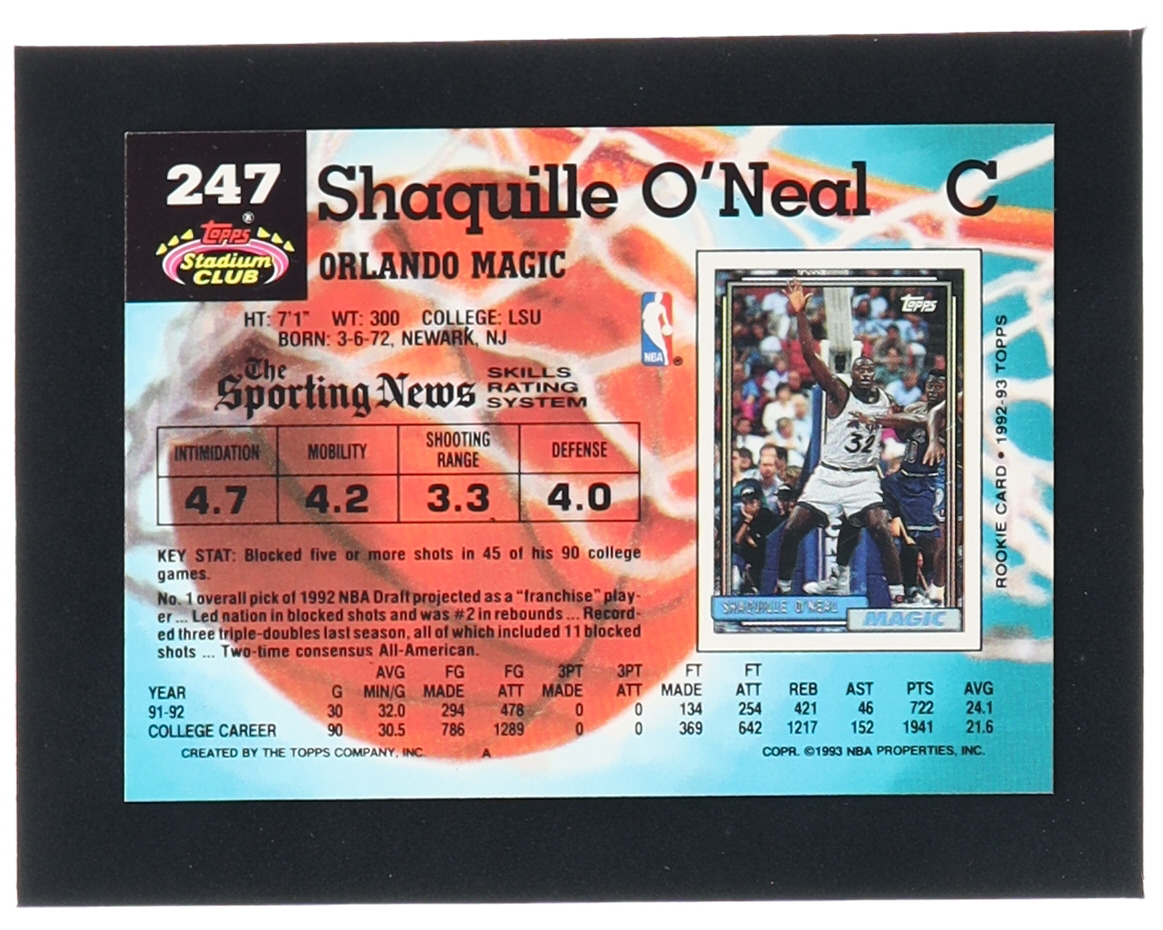 247
Topps®
Stadium
CLUB
Shaquille O'Neal C
ORLANDO MAGIC
HT: 7'1" WT: 300 COLLEGE: LSU
BORN: 3-6-72, NEWARK, NJ
NBA ®
The
Sporting News
SKILLS
RATING
SYSTEM
INTIMIDATION MOBILITY SHOOTING RANGE DEFENSE
4.7 4.2 3.3 4.0
KEY STAT: Blocked five or more shots in 45 of his 90 college
games.
No. 1 overall pick of 1992 NBA Draft projected as a "franchise" play-
er ... Led nation in blocked shots and was #2 in rebounds ... Record-
ed three triple-doubles last season, all of which included 11 blocked
shots ... Two-time consensus All-American.
Topps
32
SHAQUILLE O'NEAL
MAGIC
ROOKIE CARD • 1992-93 TOPPS
AVG FG FG 3PT 3PT FT FT
YEAR G MIN/G MADE ATT MADE ATT MADE ATT REB AST PTS AVG
91-92 30 32.0 294 478 0 0 134 254 421 46 722 24.1
COLLEGE CAREER 90 30.5 786 1289 0 0 369 642 1217 152 1941 21.6
CREATED BY THE TOPPS COMPANY, INC. A COPR. ©1993 NBA PROPERTIES, INC.